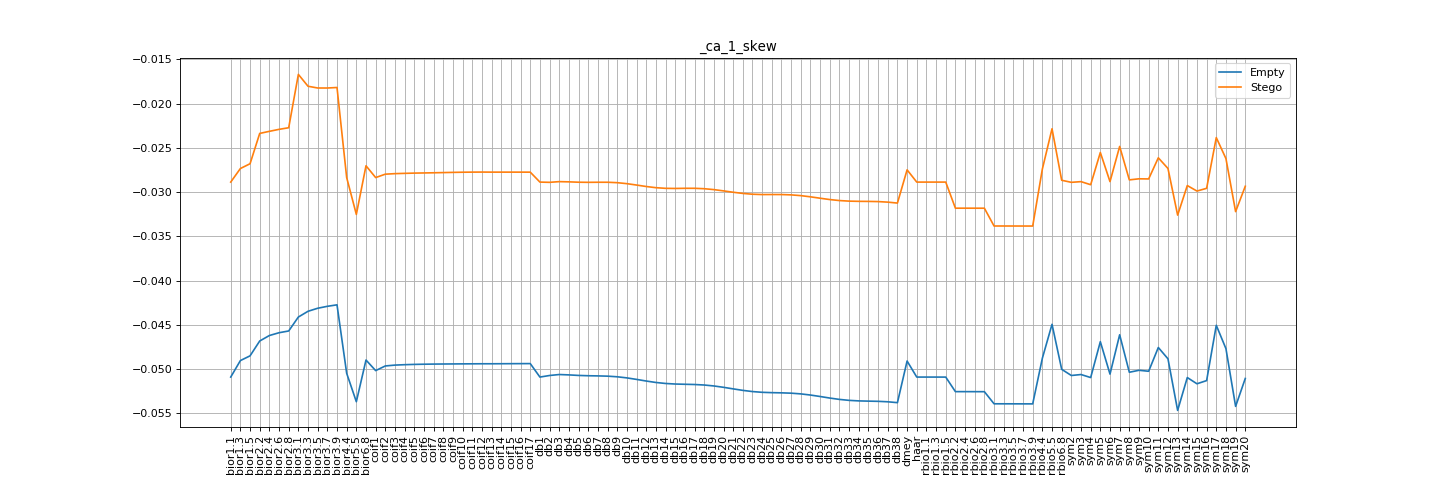 _ca_1_skew
Empty
Stego
−0.015
−0.020
−0.025
−0.030
−0.035
−0.040
−0.045
−0.050
−0.055
bior1.1
bior1.3
bior1.5
bior2.2
bior2.4
bior2.6
bior2.8
bior3.1
bior3.3
bior3.5
bior3.7
bior3.9
bior4.4
bior5.5
bior6.8
coif1
coif2
coif3
coif4
coif5
coif6
coif7
coif8
coif9
coif10
coif11
coif12
coif13
coif14
coif15
coif16
coif17
db1
db2
db3
db4
db5
db6
db7
db8
db9
db10
db11
db12
db13
db14
db15
db16
db17
db18
db19
db20
db21
db22
db23
db24
db25
db26
db27
db28
db29
db30
db31
db32
db33
db34
db35
db36
db37
db38
dmey
haar
rbio1.1
rbio1.3
rbio1.5
rbio2.2
rbio2.4
rbio2.6
rbio2.8
rbio3.1
rbio3.3
rbio3.5
rbio3.7
rbio3.9
rbio4.4
rbio5.5
rbio6.8
sym2
sym3
sym4
sym5
sym6
sym7
sym8
sym9
sym10
sym11
sym12
sym13
sym14
sym15
sym16
sym17
sym18
sym19
sym20